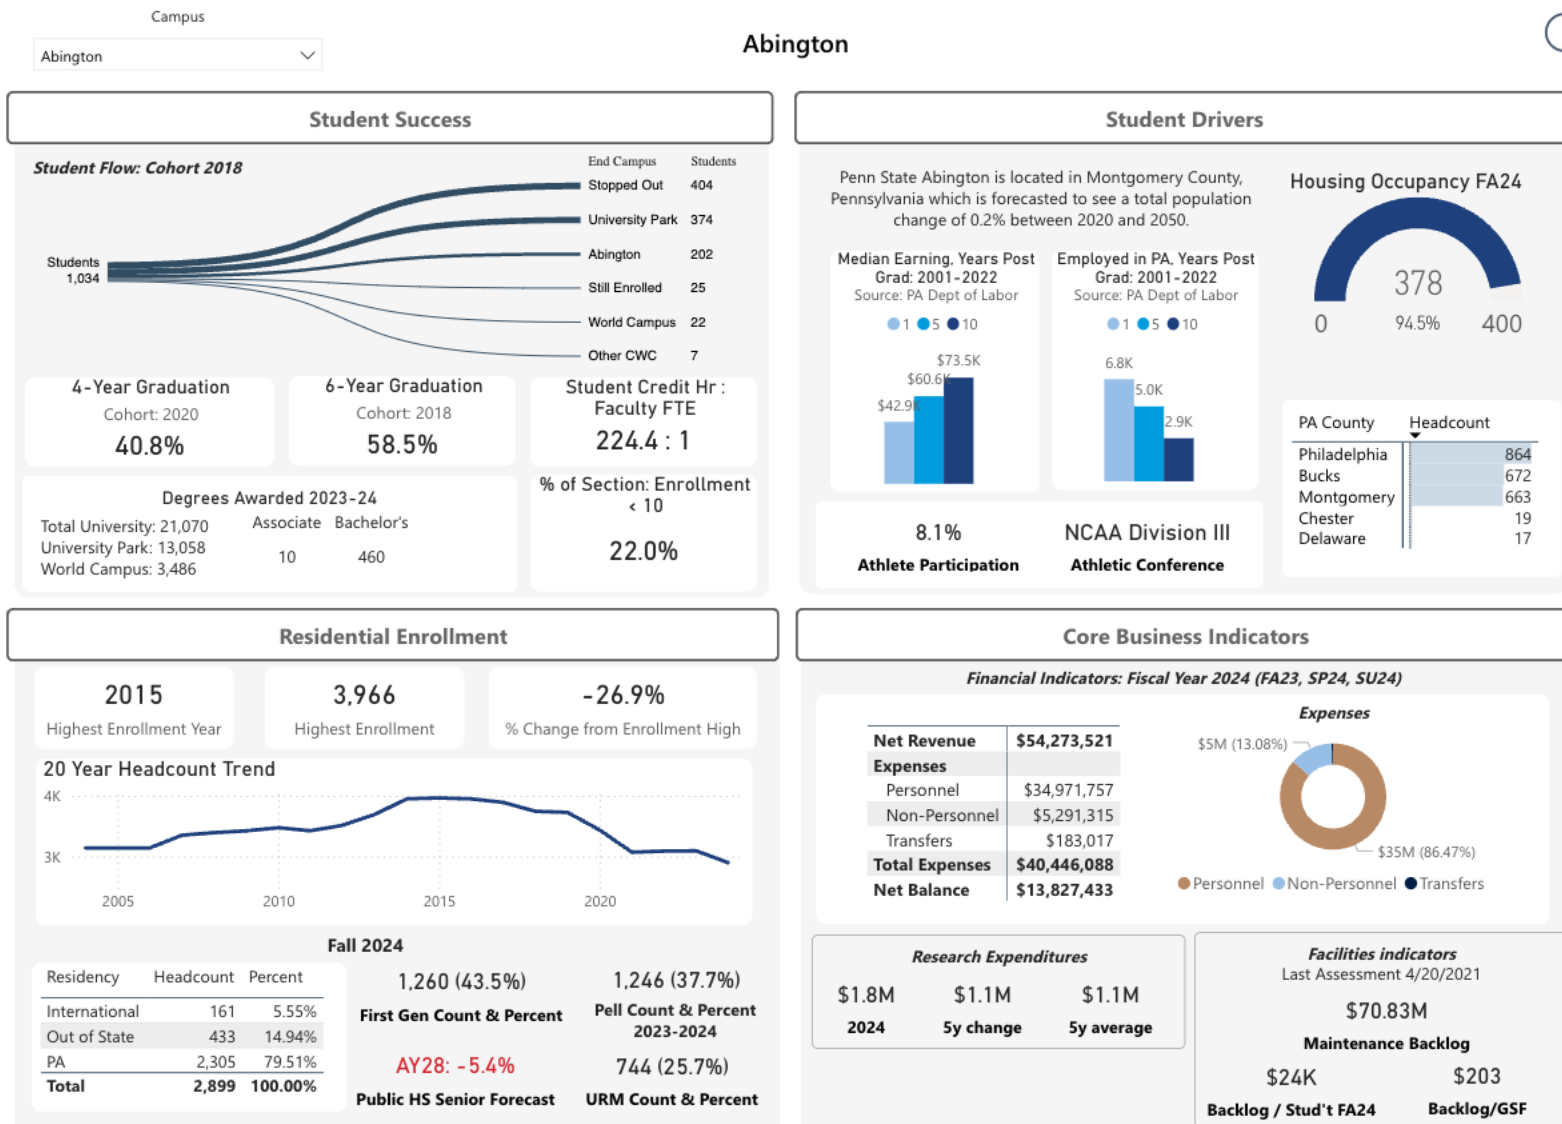 Campus
Abington
Abington
Student Success
Student Flow: Cohort 2018
End Campus Students
Stopped Out 404
University Park 374
Abington 202
Still Enrolled 25
World Campus 22
Other CWC 7
Students
1,034
4-Year Graduation
Cohort: 2020
40.8%
6-Year Graduation
Cohort: 2018
58.5%
Student Credit Hr :
Faculty FTE
224.4 : 1
Degrees Awarded 2023-24
Total University: 21,070
University Park: 13,058
World Campus: 3,486
Associate Bachelor's
10 460
% of Section: Enrollment
< 10
22.0%
Student Drivers
Penn State Abington is located in Montgomery County,
Pennsylvania which is forecasted to see a total population
change of 0.2% between 2020 and 2050.
Median Earning, Years Post
Grad: 2001-2022
Source: PA Dept of Labor
1 5 10
$42.9K
$60.6K
$73.5K
Employed in PA, Years Post
Grad: 2001-2022
Source: PA Dept of Labor
1 5 10
6.8K
5.0K
2.9K
Housing Occupancy FA24
378
0 94.5% 400
8.1%
Athlete Participation
NCAA Division III
Athletic Conference
PA County Headcount
Philadelphia 864
Bucks 672
Montgomery 663
Chester 19
Delaware 17
Residential Enrollment
2015
Highest Enrollment Year
3,966
Highest Enrollment
-26.9%
% Change from Enrollment High
20 Year Headcount Trend
4K
3K
2005 2010 2015 2020
Fall 2024
Residency Headcount Percent
International 161 5.55%
Out of State 433 14.94%
PA 2,305 79.51%
Total 2,899 100.00%
1,260 (43.5%)
First Gen Count & Percent
1,246 (37.7%)
Pell Count & Percent
2023-2024
AY28: -5.4%
Public HS Senior Forecast
744 (25.7%)
URM Count & Percent
Core Business Indicators
Financial Indicators: Fiscal Year 2024 (FA23, SP24, SU24)
Net Revenue $54,273,521
Expenses
Personnel $34,971,757
Non-Personnel $5,291,315
Transfers $183,017
Total Expenses $40,446,088
Net Balance $13,827,433
Expenses
$5M (13.08%)
$35M (86.47%)
Personnel Non-Personnel Transfers
Research Expenditures
$1.8M $1.1M $1.1M
2024 5y change 5y average
Facilities indicators
Last Assessment 4/20/2021
$70.83M
Maintenance Backlog
$24K $203
Backlog / Stud't FA24 Backlog/GSF